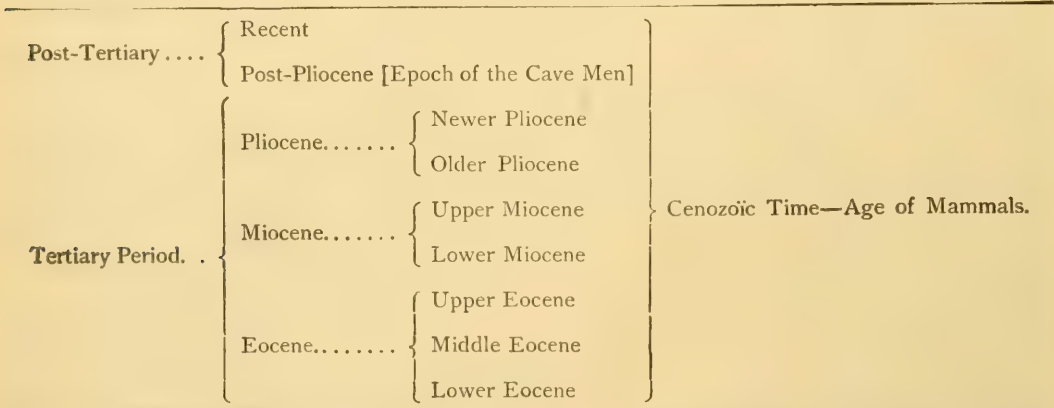 Recent
Post-Tertiary ....
Post-Pliocene [Epoch of the Cave Men]
Newer Pliocene
Pliocene.......
Older Pliocene
Cenozoïc Time—Age of Mammals.
Upper Miocene
Miocene.......
Lower Miocene
Tertiary Period. .
Upper Eocene
Eocene........
Middle Eocene
Lower Eocene